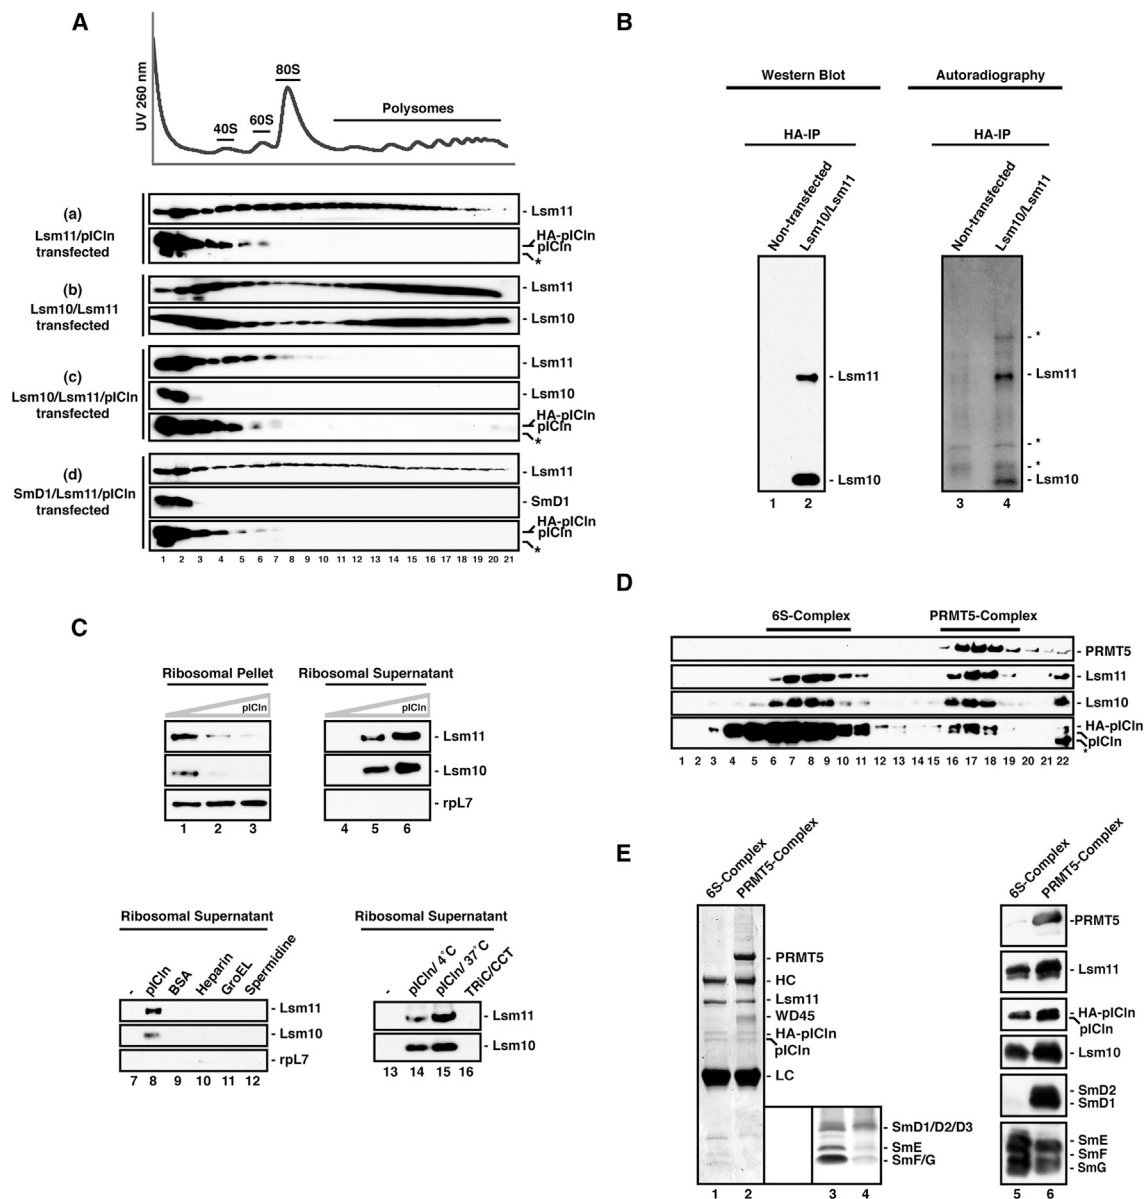 A
UV 260 nm
40S
60S
80S
Polysomes
(a)
Lsm11/pICln
transfected
- Lsm11
HA-pICln
pICln
*
(b)
Lsm10/Lsm11
transfected
- Lsm11
- Lsm10
(c)
Lsm10/Lsm11/pICln
transfected
- Lsm11
- Lsm10
HA-pICln
pICln
*
(d)
SmD1/Lsm11/pICln
transfected
- Lsm11
- SmD1
HA-pICln
pICln
*
1 2 3 4 5 6 7 8 9 10 11 12 13 14 15 16 17 18 19 20 21
B
Western Blot
Autoradiography
HA-IP
HA-IP
Non-transfected
Lsm10/Lsm11
Non-transfected
Lsm10/Lsm11
- Lsm11
- Lsm10
- *
- Lsm11
- *
- *
- Lsm10
1 2
3 4
C
Ribosomal Pellet
Ribosomal Supernatant
pICln
pICln
- Lsm11
- Lsm10
- rpL7
1 2 3
4 5 6
Ribosomal Supernatant
Ribosomal Supernatant
-
pICln
BSA
Heparin
GroEL
Spermidine
-
pICln/ 4˚C
pICln/ 37˚C
TRiC/CCT
- Lsm11
- Lsm10
- rpL7
- Lsm11
- Lsm10
7 8 9 10 11 12
13 14 15 16
D
6S-Complex
PRMT5-Complex
- PRMT5
- Lsm11
- Lsm10
- HA-pICln
pICln
*
1 2 3 4 5 6 7 8 9 10 11 12 13 14 15 16 17 18 19 20 21 22
E
6S-Complex
PRMT5-Complex
6S-Complex
PRMT5-Complex
- PRMT5
- HC
- Lsm11
- WD45
- HA-pICln
pICln
- LC
- SmD1/D2/D3
- SmE
- SmF/G
1 2
3 4
-PRMT5
- Lsm11
-HA-pICln
pICln
- Lsm10
- SmD2
- SmD1
- SmE
- SmF
- SmG
5 6